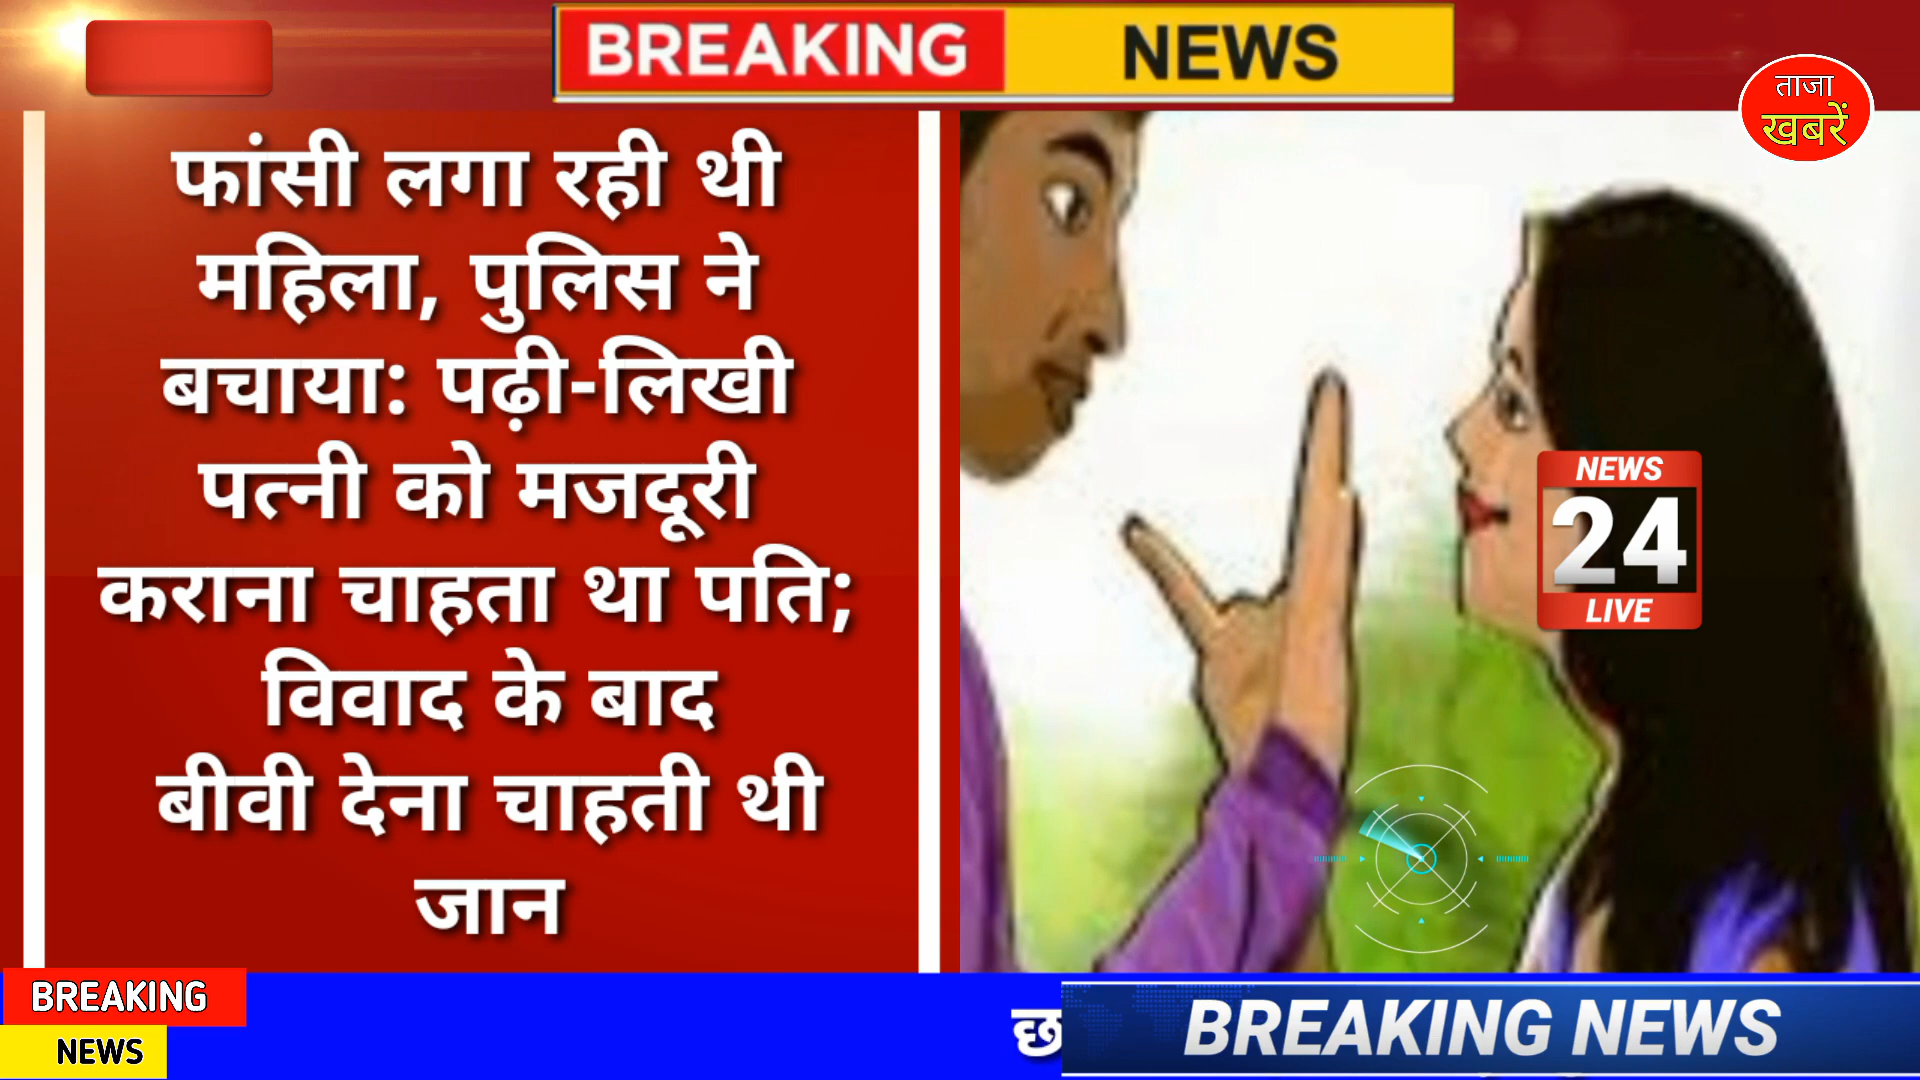 BREAKING NEWS
ताजा
खबरें
फांसी लगा रही थी
महिला, पुलिस ने
बचाया: पढ़ी-लिखी
पत्नी को मजदूरी
कराना चाहता था पति;
विवाद के बाद
बीवी देना चाहती थी
जान
NEWS
24
LIVE
BREAKING
NEWS
BREAKING NEWS